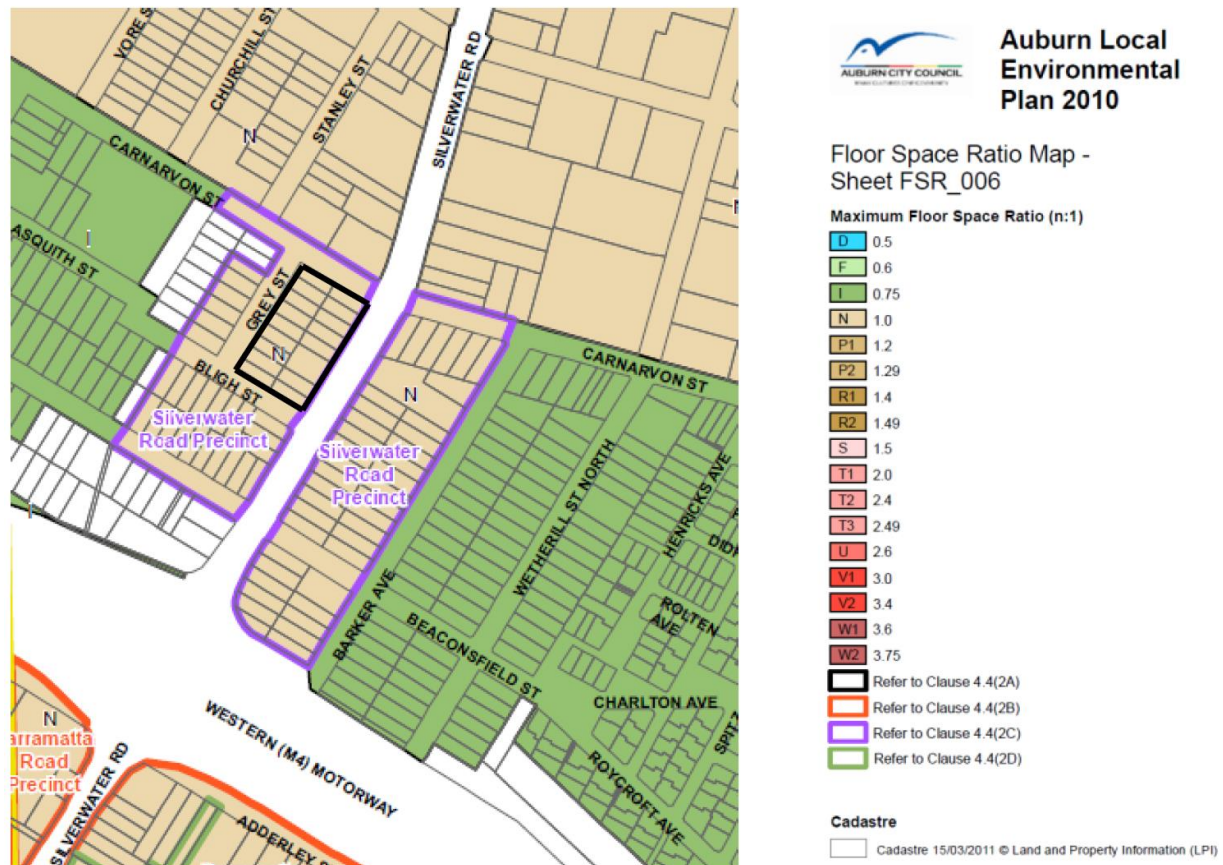 VORE S
CHURCHILL ST
STANLEY ST
SILVERWATER RD
N
N
CARNARVON ST
I
ASQUITH ST
GREY ST
N
BLIGH ST
Silverwater
Road Precinct
N
Silverwater
Road
Precinct
CARNARVON ST
WETHERILL ST NORTH
HENRICKS AVE
DIDR
ROLTEN
AVE
BARKER AVE
BEACONSFIELD ST
CHARLTON AVE
SPIT
ROYCROFT AVE
I
WESTERN (M4) MOTORWAY
N
arramatta
Road
Precinct
SILVERWATER RD
ADDERLEY S
AUBURN CITY COUNCIL
Auburn Local
Environmental
Plan 2010
Floor Space Ratio Map -
Sheet FSR_006
Maximum Floor Space Ratio (n:1)
D 0.5
F 0.6
I 0.75
N 1.0
P1 1.2
P2 1.29
R1 1.4
R2 1.49
S 1.5
T1 2.0
T2 2.4
T3 2.49
U 2.6
V1 3.0
V2 3.4
W1 3.6
W2 3.75
Refer to Clause 4.4(2A)
Refer to Clause 4.4(2B)
Refer to Clause 4.4(2C)
Refer to Clause 4.4(2D)
Cadastre
Cadastre 15/03/2011 © Land and Property Information (LPI)